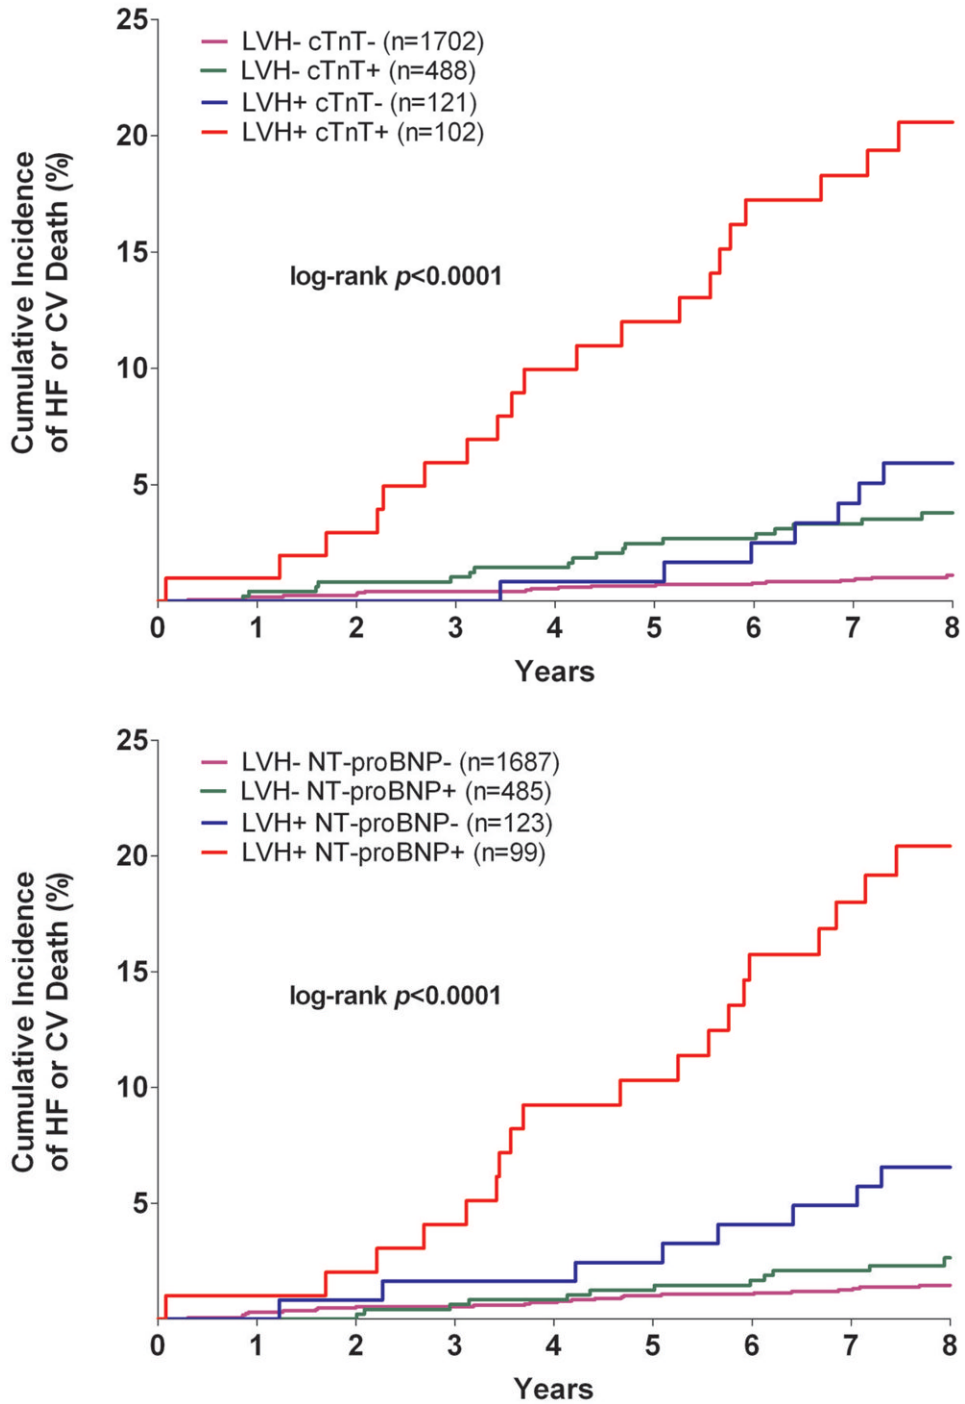 25
20
15
10
5
Cumulative Incidence
of HF or CV Death (%)
LVH- cTnT- (n=1702)
LVH- cTnT+ (n=488)
LVH+ cTnT- (n=121)
LVH+ cTnT+ (n=102)
log-rank p<0.0001
0 1 2 3 4 5 6 7 8
Years
25
20
15
10
5
Cumulative Incidence
of HF or CV Death (%)
LVH- NT-proBNP- (n=1687)
LVH- NT-proBNP+ (n=485)
LVH+ NT-proBNP- (n=123)
LVH+ NT-proBNP+ (n=99)
log-rank p<0.0001
0 1 2 3 4 5 6 7 8
Years